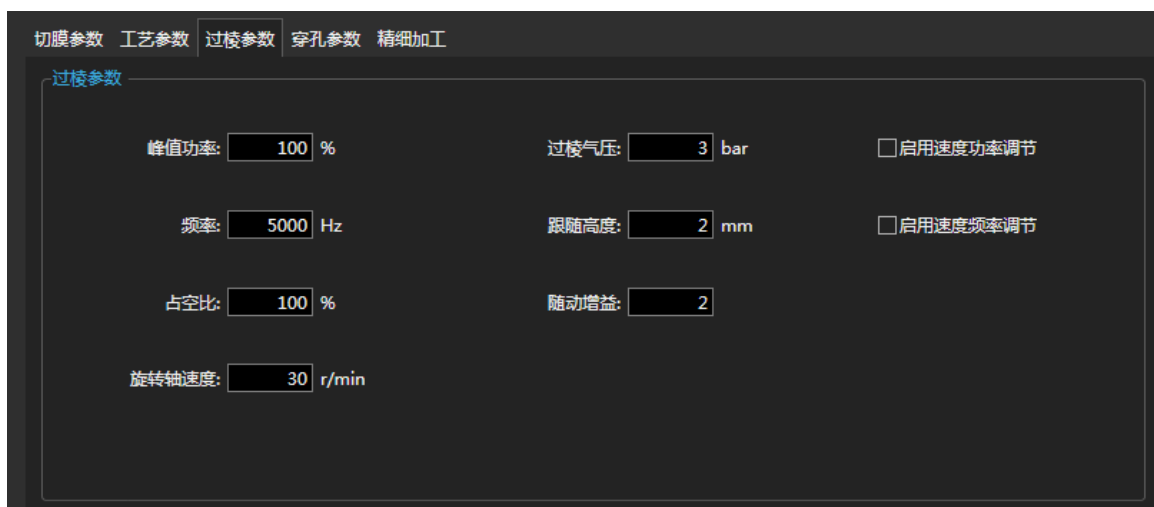 切膜参数 工艺参数 过棱参数 穿孔参数 精细加工
过棱参数
峰值功率: 100 % 过棱气压: 3 bar 启用速度功率调节
频率: 5000 Hz 跟随高度: 2 mm 启用速度频率调节
占空比: 100 % 随动增益: 2
旋转轴速度: 30 r/min